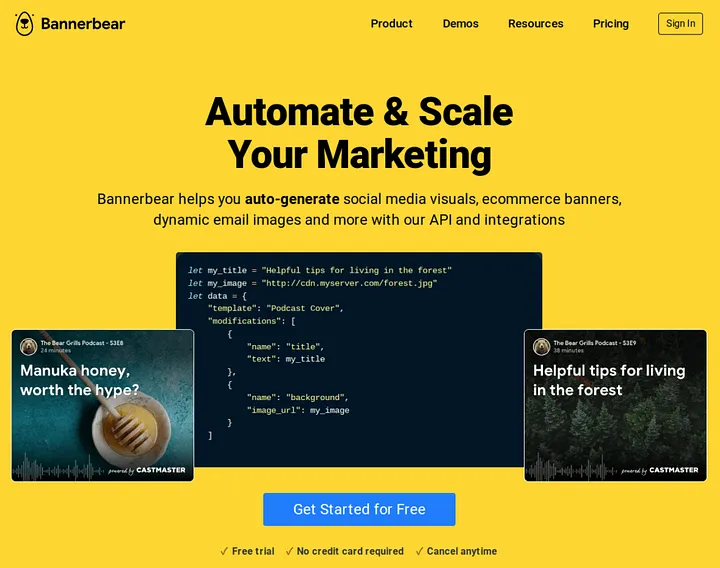 Bannerbear
Product
Demos
Resources
Pricing
Sign In
Automate & Scale
Your Marketing
Bannerbear helps you auto-generate social media visuals, ecommerce banners,
dynamic email images and more with our API and integrations
let my_title = "Helpful tips for living in the forest"
let my_image = "http://cdn.myserver.com/forest.jpg"
let data = {
"template": "Podcast Cover",
"modifications": [
{
"name": "title",
"text": my_title
},
{
"name": "background",
"image_url": my_image
}
]
The Bear Grills Podcast - S3E8
24 minutes
Manuka honey,
worth the hype?
powered by CASTMASTER
The Bear Grills Podcast - S3E9
38 minutes
Helpful tips for living
in the forest
powered by CASTMASTER
Get Started for Free
✓ Free trial ✓ No credit card required ✓ Cancel anytime